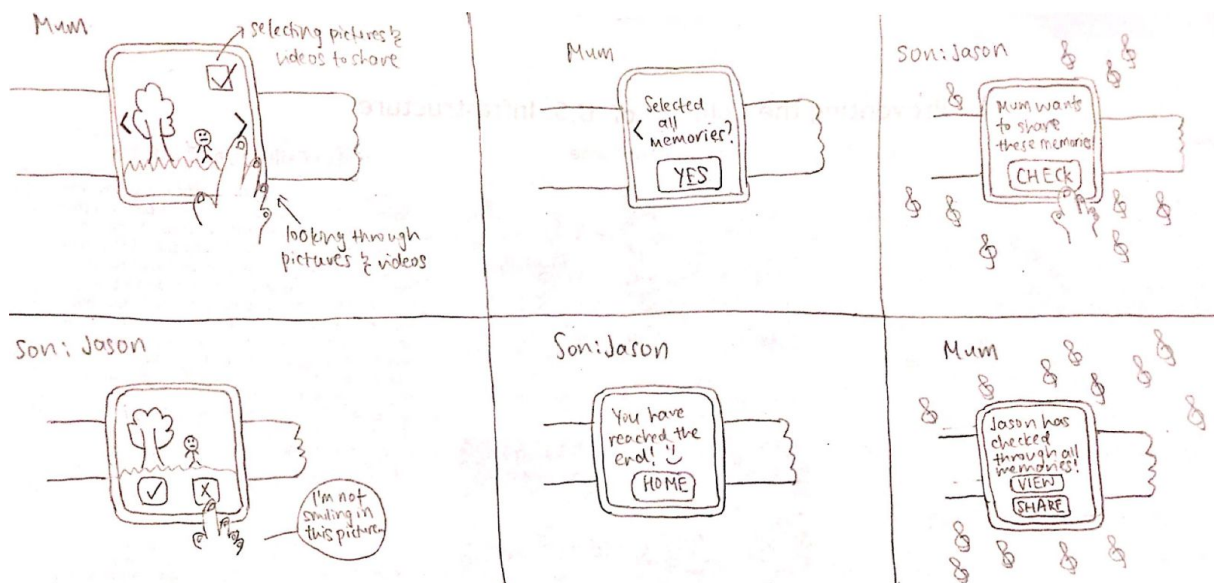 Mum
selecting pictures &
videos to share
<
>
looking through
pictures & videos
Mum
Selected
all
< memories?
YES
Son: Jason
Mum wants
to share
these memories!
CHECK
Son: Jason
X
I'm not
smiling in
this picture.
Son: Jason
You have
reached the
end! :)
HOME
Mum
Jason has
checked
through all
memories!
VIEW
SHARE